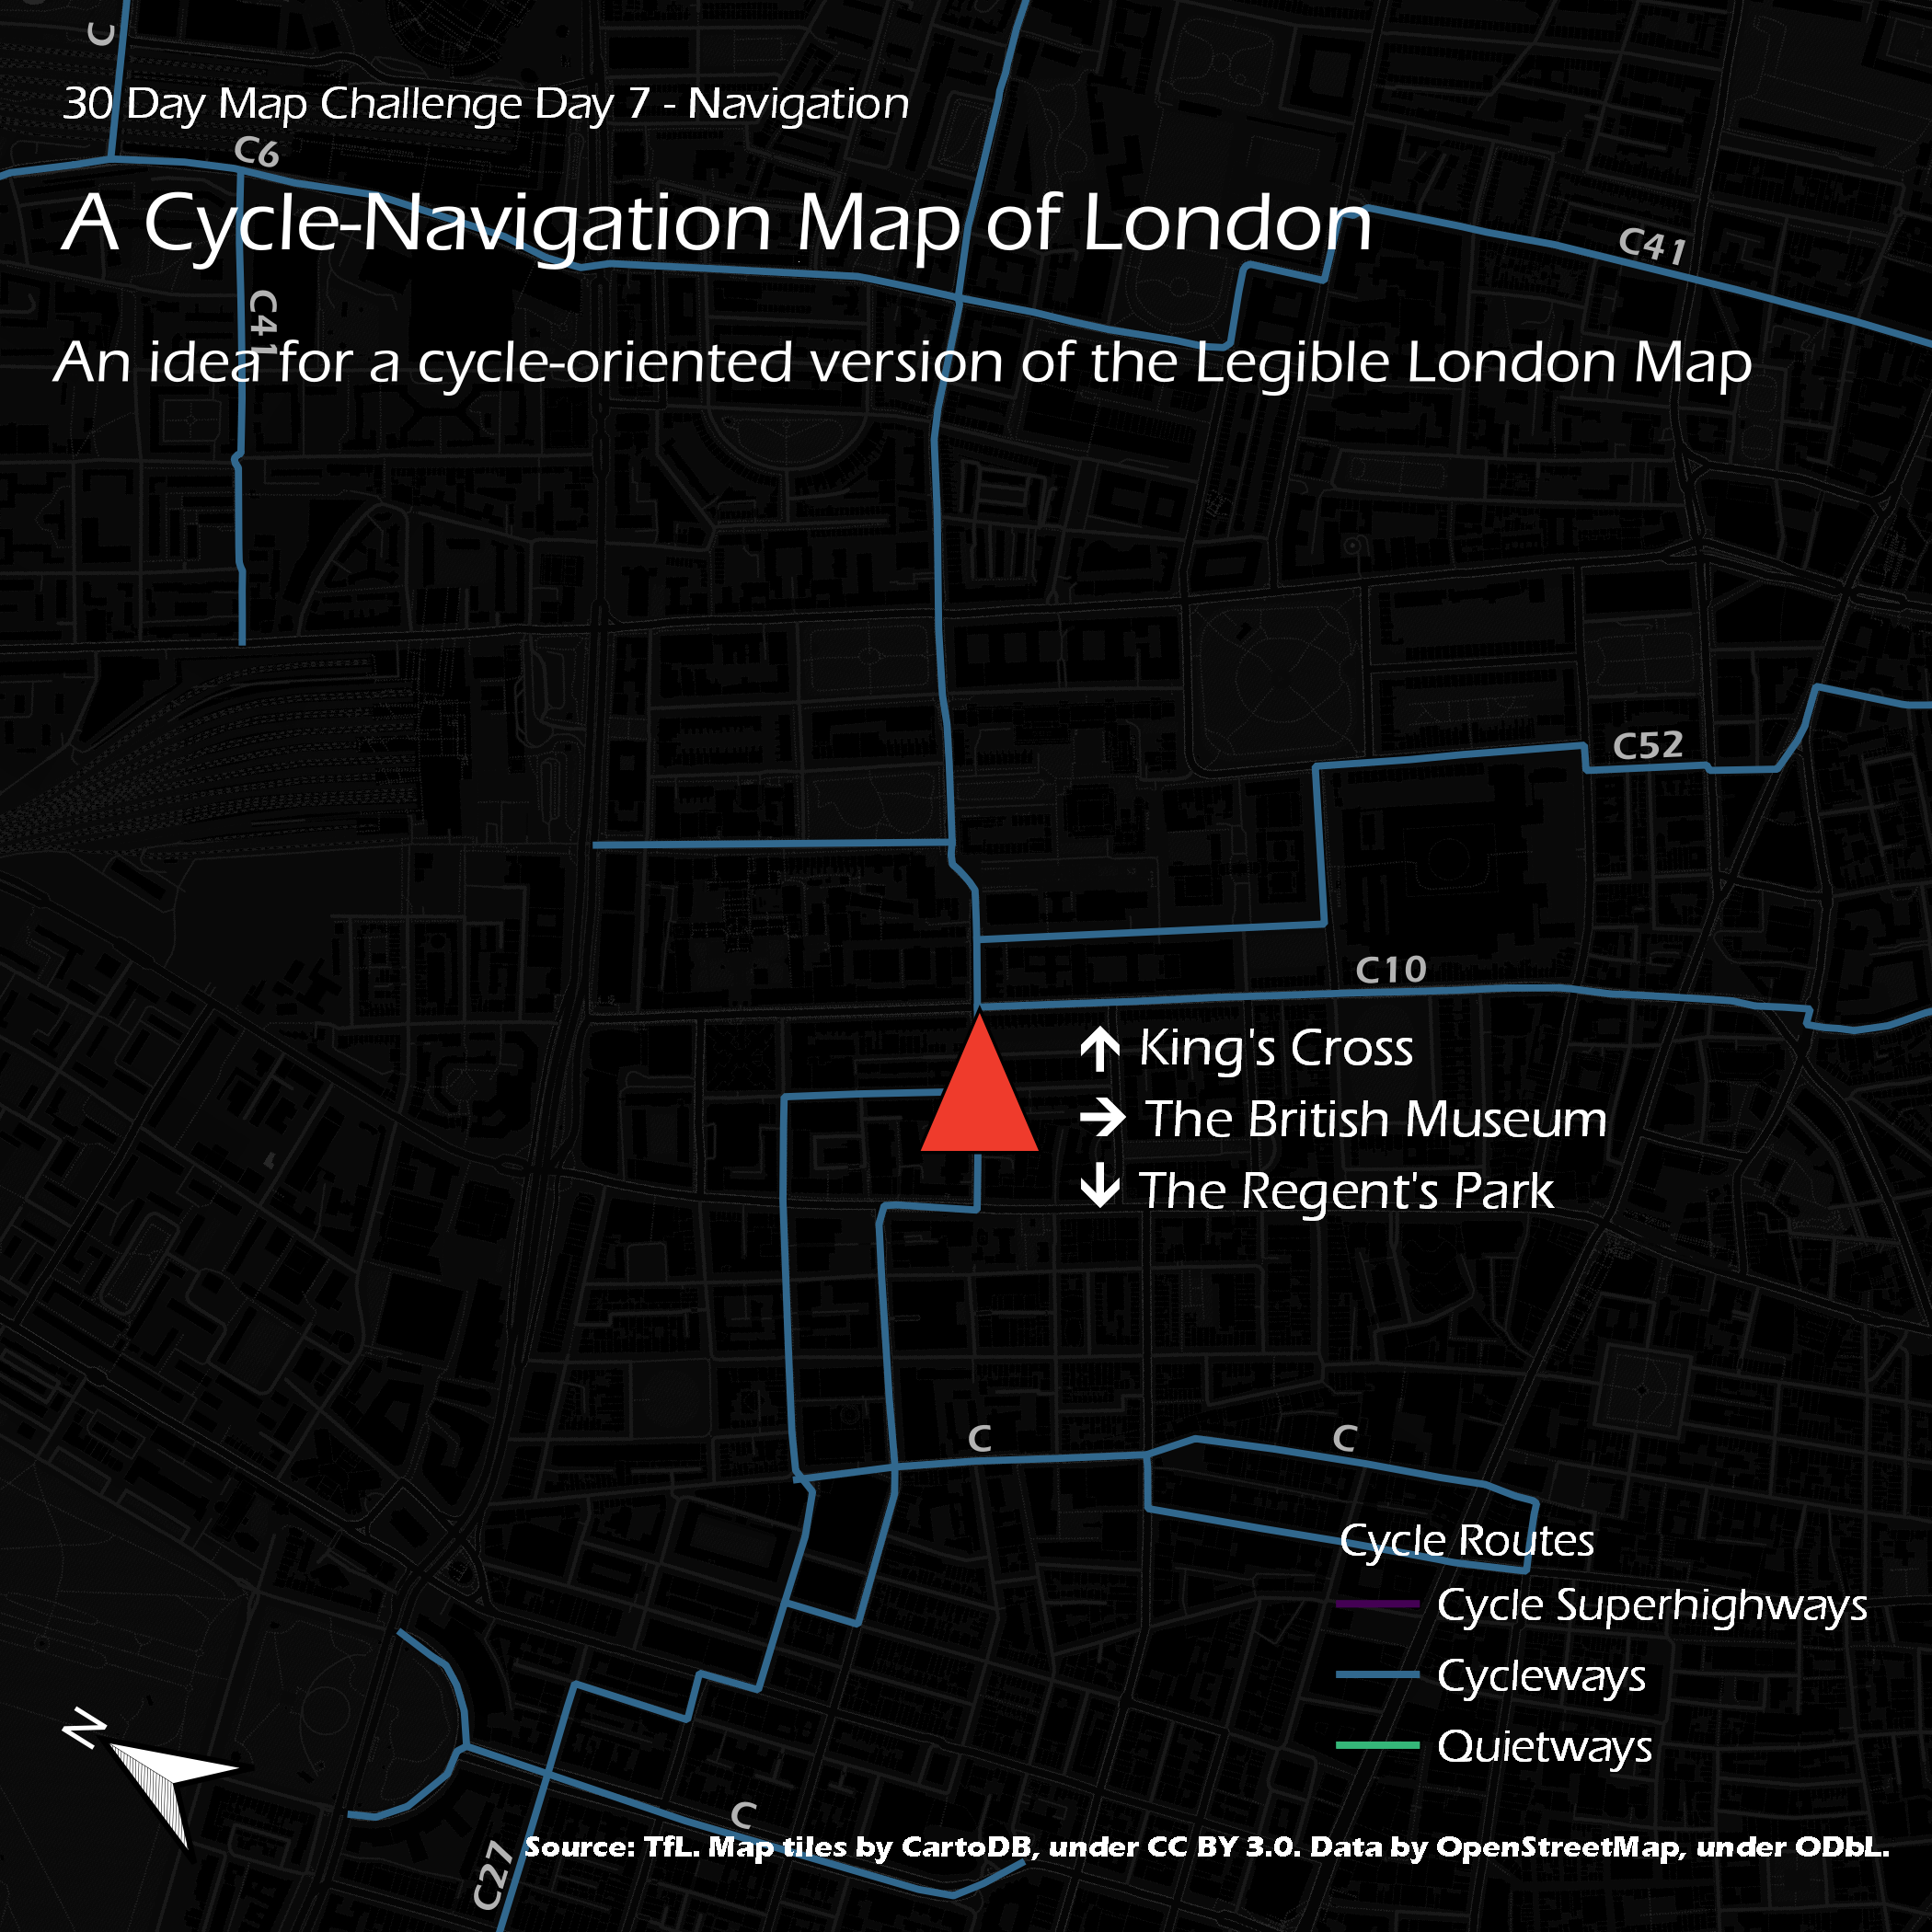 C
30 Day Map Challenge Day 7 - Navigation
C6
A Cycle-Navigation Map of London
C41
C41
An idea for a cycle-oriented version of the Legible London Map
C52
C10
↑ King's Cross
→ The British Museum
↓ The Regent's Park
C
C
Cycle Routes
Cycle Superhighways
Cycleways
Quietways
N
C
C27
Source: TfL. Map tiles by CartoDB, under CC BY 3.0. Data by OpenStreetMap, under ODbL.